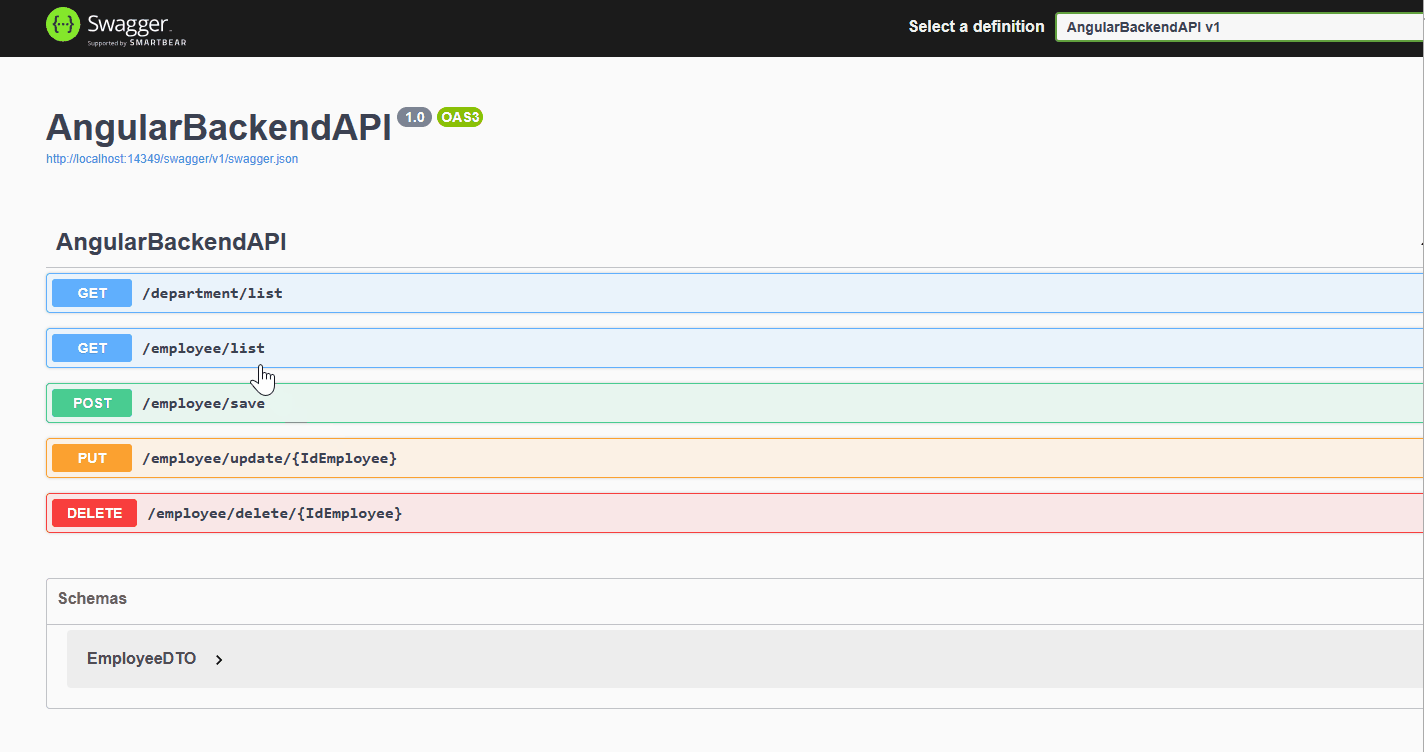 Swagger.
Supported by SMARTBEAR
Select a definition
AngularBackendAPI v1
AngularBackendAPI 1.0 OAS3
http://localhost:14349/swagger/v1/swagger.json
AngularBackendAPI
GET /department/list
GET /employee/list
POST /employee/save
PUT /employee/update/{IdEmployee}
DELETE /employee/delete/{IdEmployee}
Schemas
EmployeeDTO